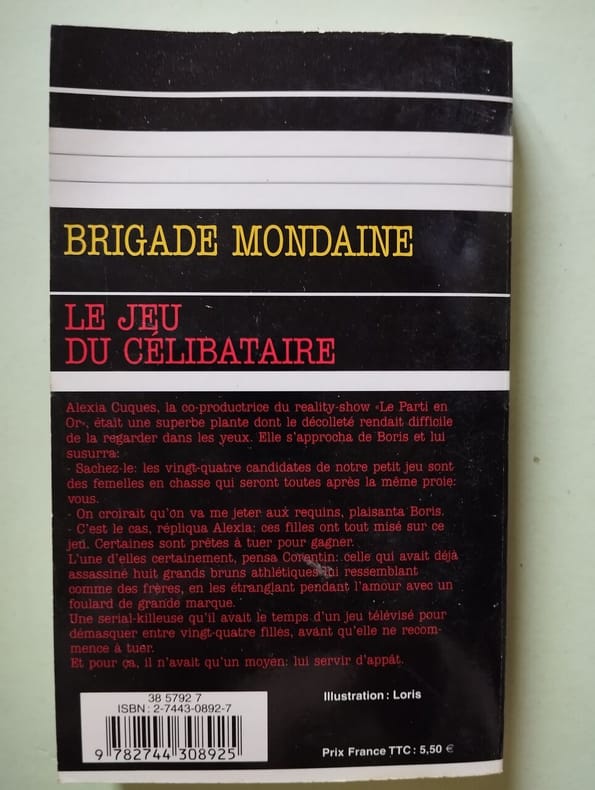 BRIGADE MONDAINE
LE JEU
DU CÉLIBATAIRE
Alexia Cuques, la co-productrice du reality-show «Le Parti en
Or», était une superbe plante dont le décolleté rendait difficile
de la regarder dans les yeux. Elle s'approcha de Boris et lui
susurra:
- Sachez-le: les vingt-quatre candidates de notre petit jeu sont
des femelles en chasse qui seront toutes après la même proie:
vous.
- On croirait qu'on va me jeter aux requins, plaisanta Boris.
- C'est le cas, répliqua Alexia: ces filles ont tout misé sur ce
jeu. Certaines sont prêtes à tuer pour gagner.
L'une d'elles certainement, pensa Corentin: celle qui avait déjà
assassiné huit grands bruns athlétiques lui ressemblant
comme des frères, en les étranglant pendant l'amour avec un
foulard de grande marque.
Une serial-killeuse qu'il avait le temps d'un jeu télévisé pour
démasquer entre vingt-quatre filles, avant qu'elle ne recom-
mence à tuer.
Et pour ça, il n'avait qu'un moyen: lui servir d'appât.
38 5792 7
ISBN : 2-7443-0892-7
9 782744 308925
Illustration : Loris
Prix France TTC : 5,50 €